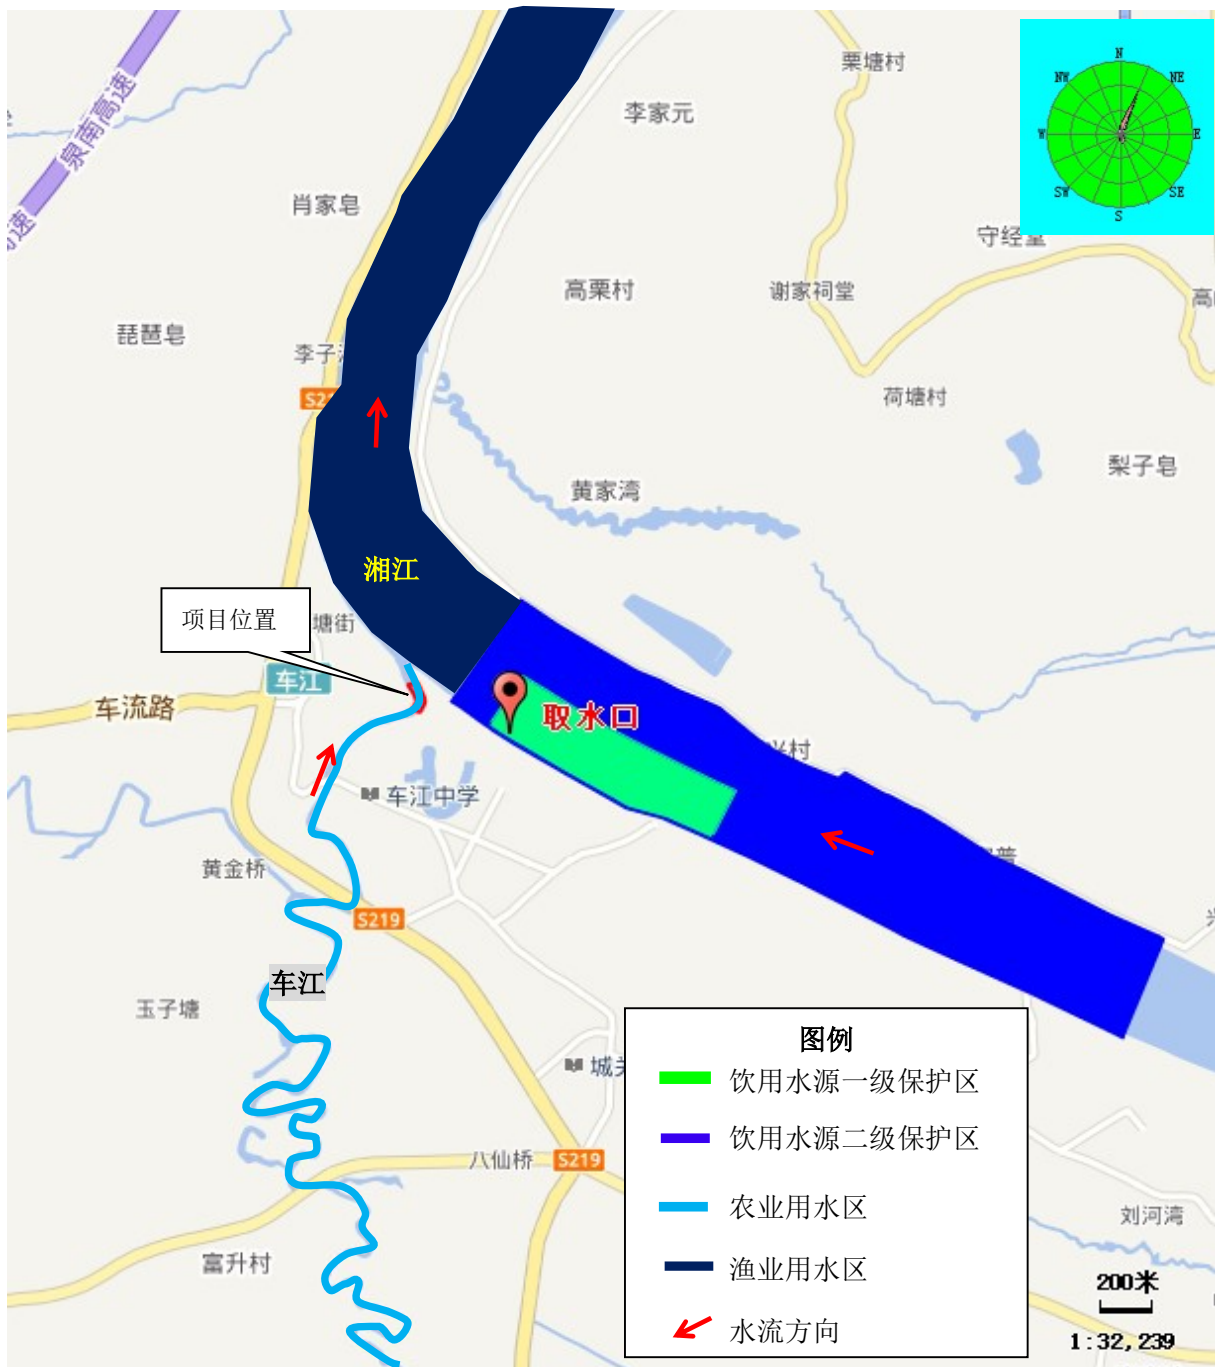 N
NW
NE
W
E
SW
SE
S
栗塘村
李家元
泉南高速
高速
肖家皂
守经堂
高栗村
谢家祠堂
琵琶皂
李子
荷塘村
梨子皂
黄家湾
湘江
项目位置
塘街
车江
车流路
取水口
兴村
车江中学
黄金桥
S219
车江
玉子塘
城关
八仙桥
S219
富升村
刘河湾
图例
饮用水源一级保护区
饮用水源二级保护区
农业用水区
渔业用水区
水流方向
200米
1:32,239